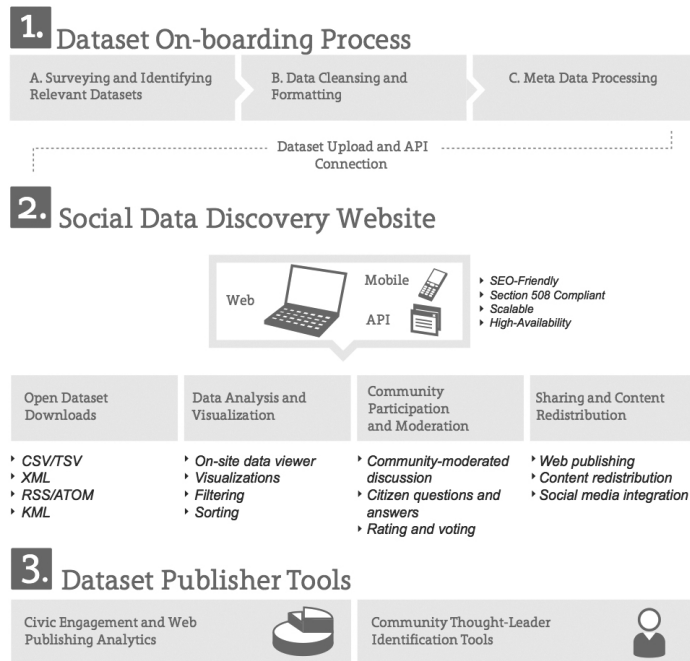 1. Dataset On-boarding Process
A. Surveying and Identifying
Relevant Datasets
B. Data Cleansing and
Formatting
C. Meta Data Processing
Dataset Upload and API
Connection
2. Social Data Discovery Website
Web
Mobile
API
SEO-Friendly
Section 508 Compliant
Scalable
High-Availability
Open Dataset
Downloads
CSV/TSV
XML
RSS/ATOM
KML
Data Analysis and
Visualization
On-site data viewer
Visualizations
Filtering
Sorting
Community
Participation
and Moderation
Community-moderated
discussion
Citizen questions and
answers
Rating and voting
Sharing and Content
Redistribution
Web publishing
Content redistribution
Social media integration
3. Dataset Publisher Tools
Civic Engagement and Web
Publishing Analytics
Community Thought-Leader
Identification Tools